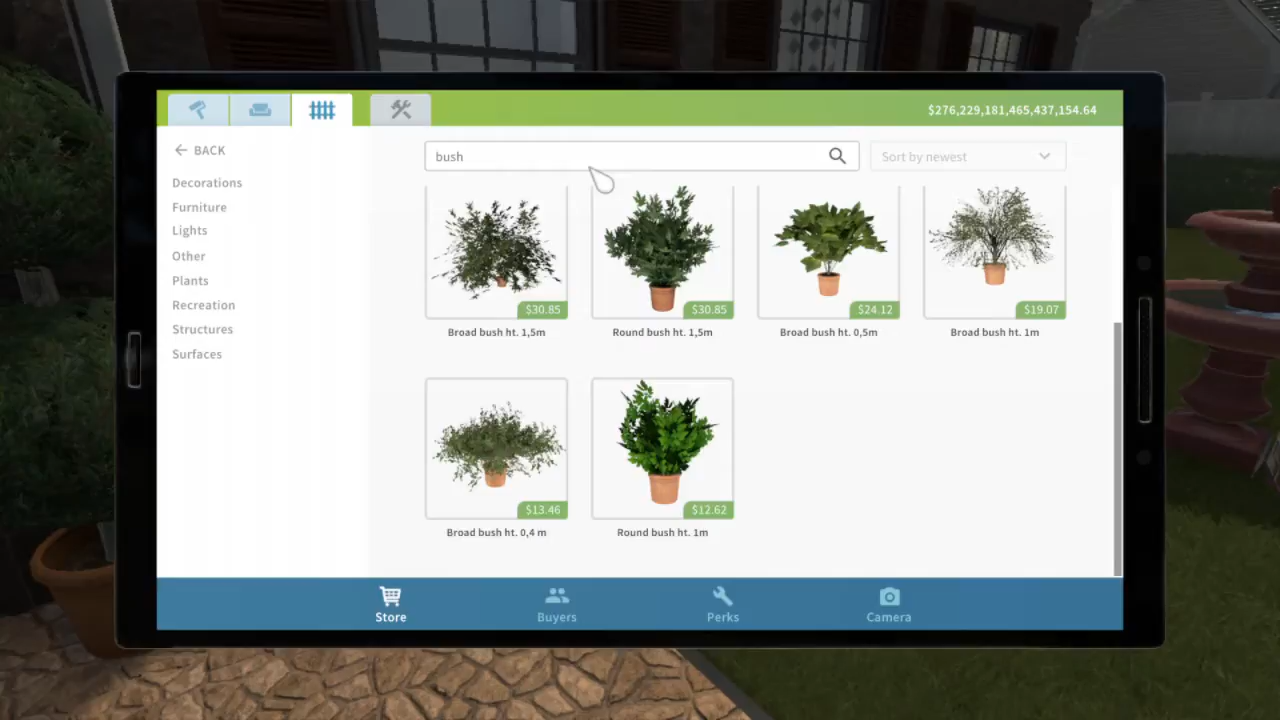 $276,229,181,465,437,154.64
BACK
bush
Sort by newest
Decorations
Furniture
Lights
Other
Plants
Recreation
Structures
Surfaces
$30.85
$30.85
$24.12
$19.07
Broad bush ht. 1,5m
Round bush ht. 1,5m
Broad bush ht. 0,5m
Broad bush ht. 1m
$13.46
$12.62
Broad bush ht. 0,4 m
Round bush ht. 1m
Store
Buyers
Perks
Camera